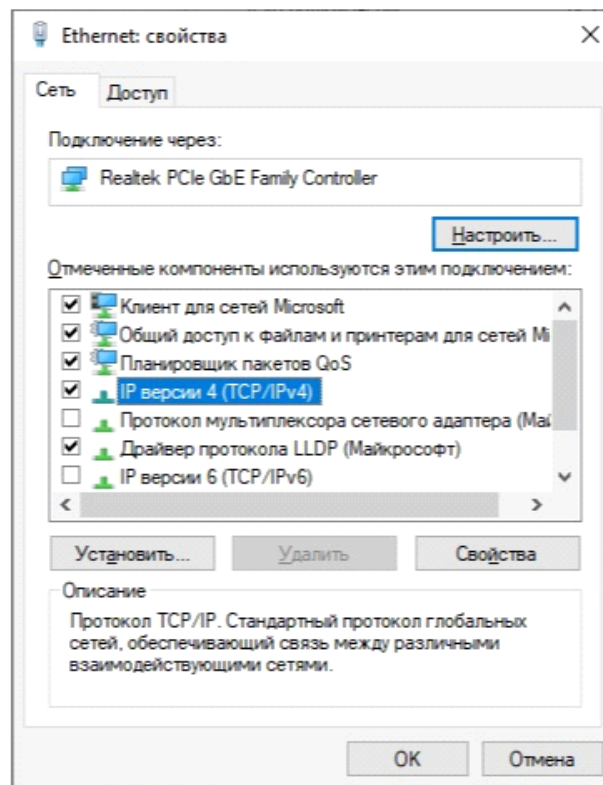 Ethernet: свойства
Сеть
Доступ
Подключение через:
Realtek PCIe GbE Family Controller
Настроить...
Отмеченные компоненты используются этим подключением:
Клиент для сетей Microsoft
Общий доступ к файлам и принтерам для сетей Mi
Планировщик пакетов QoS
IP версии 4 (TCP/IPv4)
Протокол мультиплексора сетевого адаптера (Май
Драйвер протокола LLDP (Майкрософт)
IP версии 6 (TCP/IPv6)
Установить...
Удалить
Свойства
Описание
Протокол TCP/IP. Стандартный протокол глобальных
сетей, обеспечивающий связь между различными
взаимодействующими сетями.
OK
Отмена